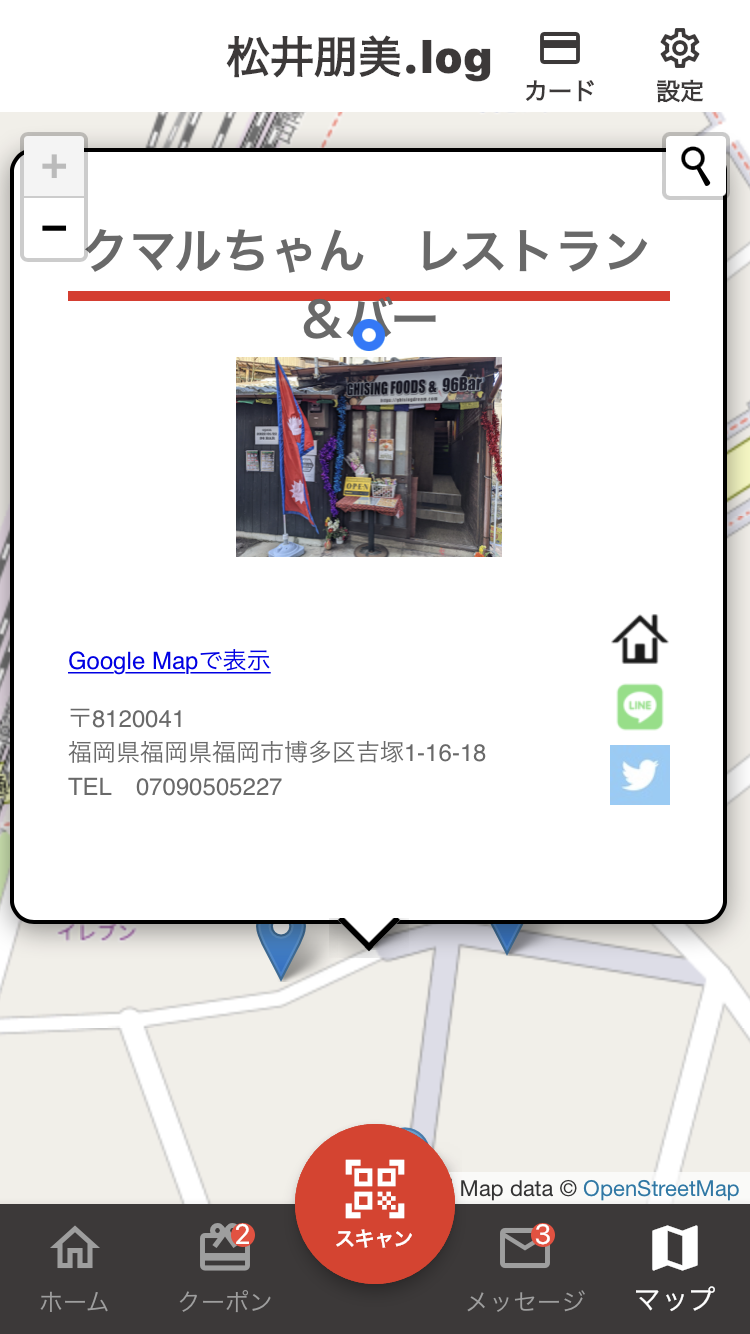 松井朋美.log
カード
設定
+
−
クマルちゃん　レストラン
＆バー
GHISING FOODS & 96Bar
OPEN
Google Mapで表示
〒8120041
福岡県福岡県福岡市博多区吉塚1-16-18
TEL　07090505227
LINE
イレブン
Map data © OpenStreetMap
スキャン
ホーム
2
クーポン
3
メッセージ
マップ